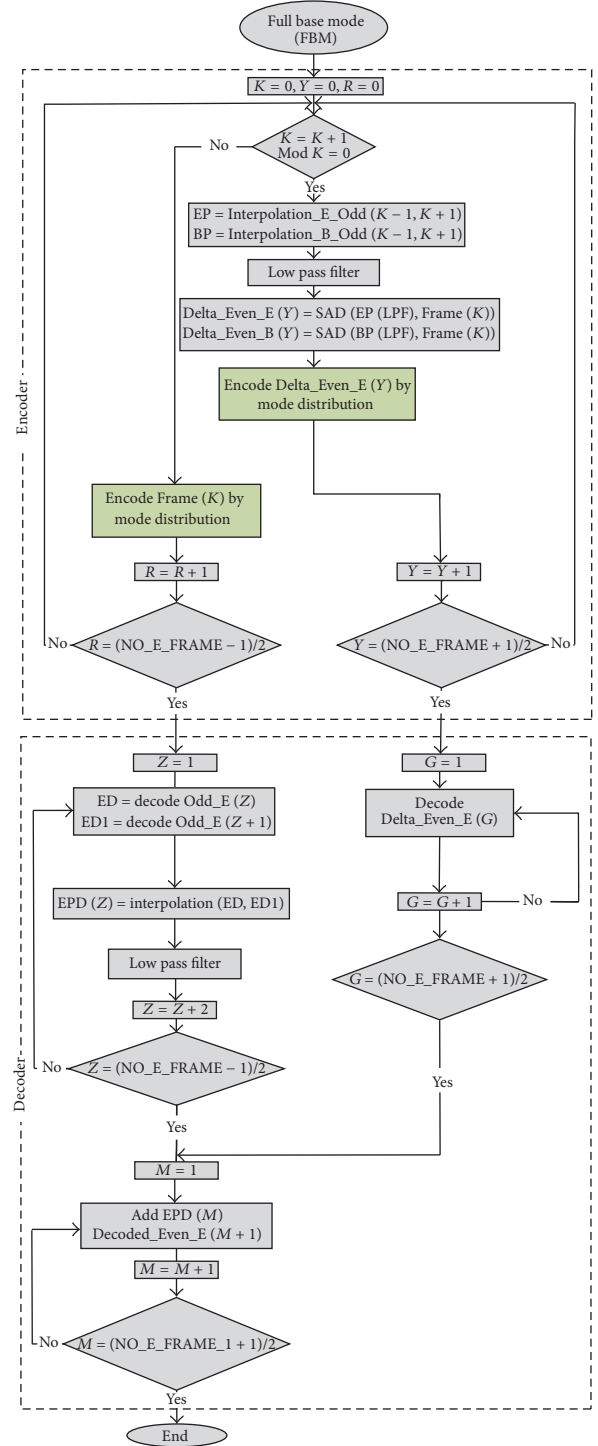 Full base mode
(FBM)
K = 0, Y = 0, R = 0
K = K + 1
Mod K = 0
No
Yes
EP = Interpolation_E_Odd (K − 1, K + 1)
BP = Interpolation_B_Odd (K − 1, K + 1)
Low pass filter
Delta_Even_E (Y) = SAD (EP (LPF), Frame (K))
Delta_Even_B (Y) = SAD (BP (LPF), Frame (K))
Encode Delta_Even_E (Y) by
mode distribution
Encoder
Encode Frame (K) by
mode distribution
R = R + 1
Y = Y + 1
No
R = (NO_E_FRAME − 1)/2
Y = (NO_E_FRAME + 1)/2
No
Yes
Yes
Z = 1
G = 1
ED = decode Odd_E (Z)
ED1 = decode Odd_E (Z + 1)
Decode
Delta_Even_E (G)
EPD (Z) = interpolation (ED, ED1)
G = G + 1
No
Low pass filter
G = (NO_E_FRAME + 1)/2
Z = Z + 2
No
Z = (NO_E_FRAME − 1)/2
Decoder
Yes
Yes
M = 1
Add EPD (M)
Decoded_Even_E (M + 1)
M = M + 1
No
M = (NO_E_FRAME_1 + 1)/2
Yes
End